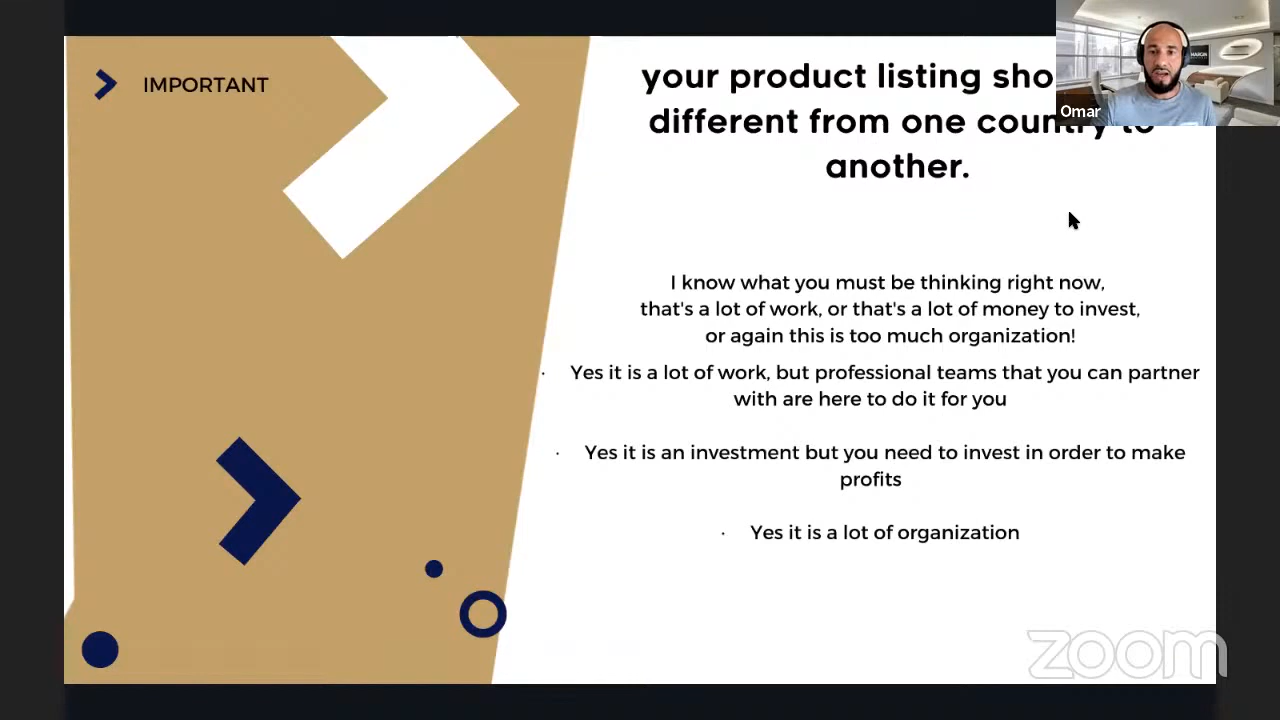 IMPORTANT
your product listing
different from one country to
another.
Omar
I know what you must be thinking right now,
that's a lot of work, or that's a lot of money to invest,
or again this is too much organization!
· Yes it is a lot of work, but professional teams that you can partner
with are here to do it for you
· Yes it is an investment but you need to invest in order to make
profits
· Yes it is a lot of organization
zoom